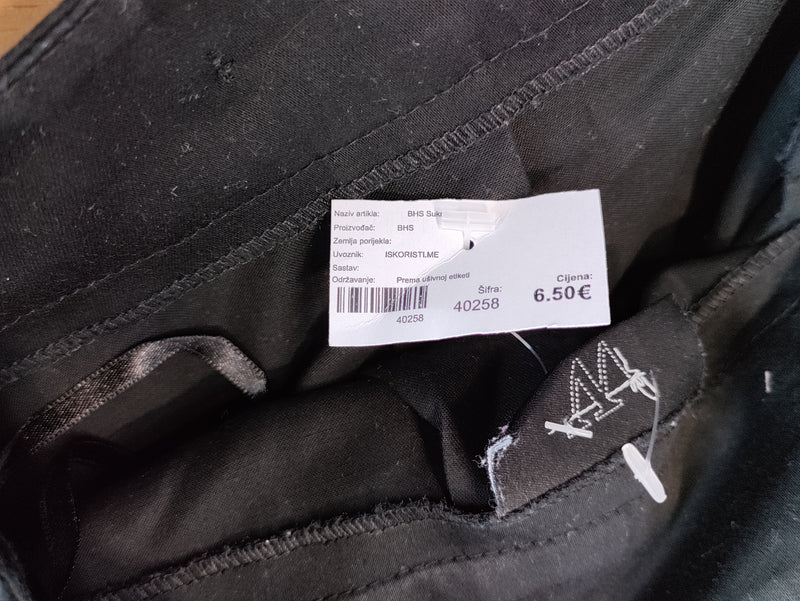 Naziv artikla: BHS Suk
Proizvođač: BHS
Zemlja porijekla:
Uvoznik: ISKORISTI.ME
Sastav:
Održavanje: Prema ušivnoj etiketi
Šifra: Cijena:
40258 40258 6.50€